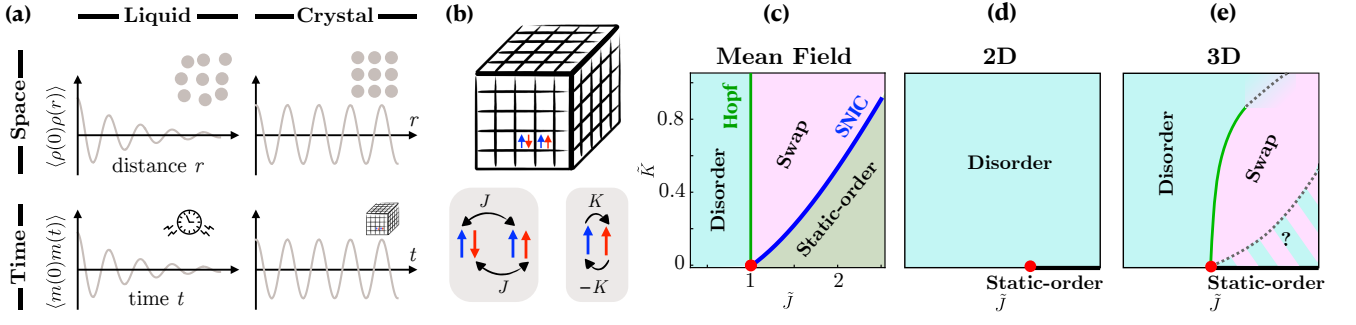 (a)
Liquid
Crystal
Space
⟨ρ(0)ρ(r)⟩
distance r
r
Time
⟨m(0)m(t)⟩
time t
t
(b)
J
J
K
−K
(c)
Mean Field
K̃
0.8
0.4
0
1
2
J̃
Disorder
Hopf
Swap
SNIC
Static-order
(d)
2D
Disorder
Static-order
J̃
(e)
3D
Disorder
Swap
?
Static-order
J̃